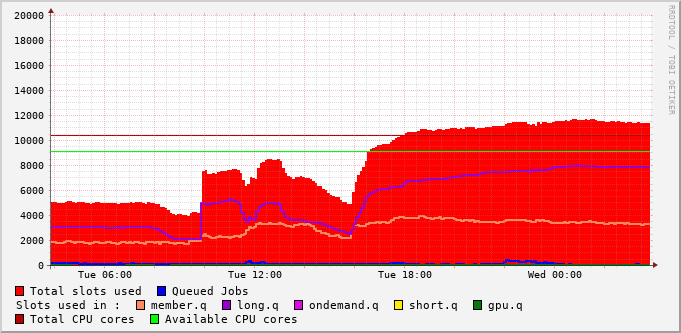 20000
18000
16000
14000
12000
10000
8000
6000
4000
2000
0
Tue 06:00 Tue 12:00 Tue 18:00 Wed 00:00
RRDTOOL / TOBI OETIKER
Total slots used Queued Jobs
Slots used in : member.q long.q ondemand.q short.q gpu.q
Total CPU cores Available CPU cores